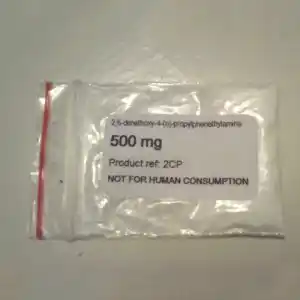 2,5-dimethoxy-4-(n)-propylphenethylamine
500 mg
Product ref: 2CP
NOT FOR HUMAN CONSUMPTION